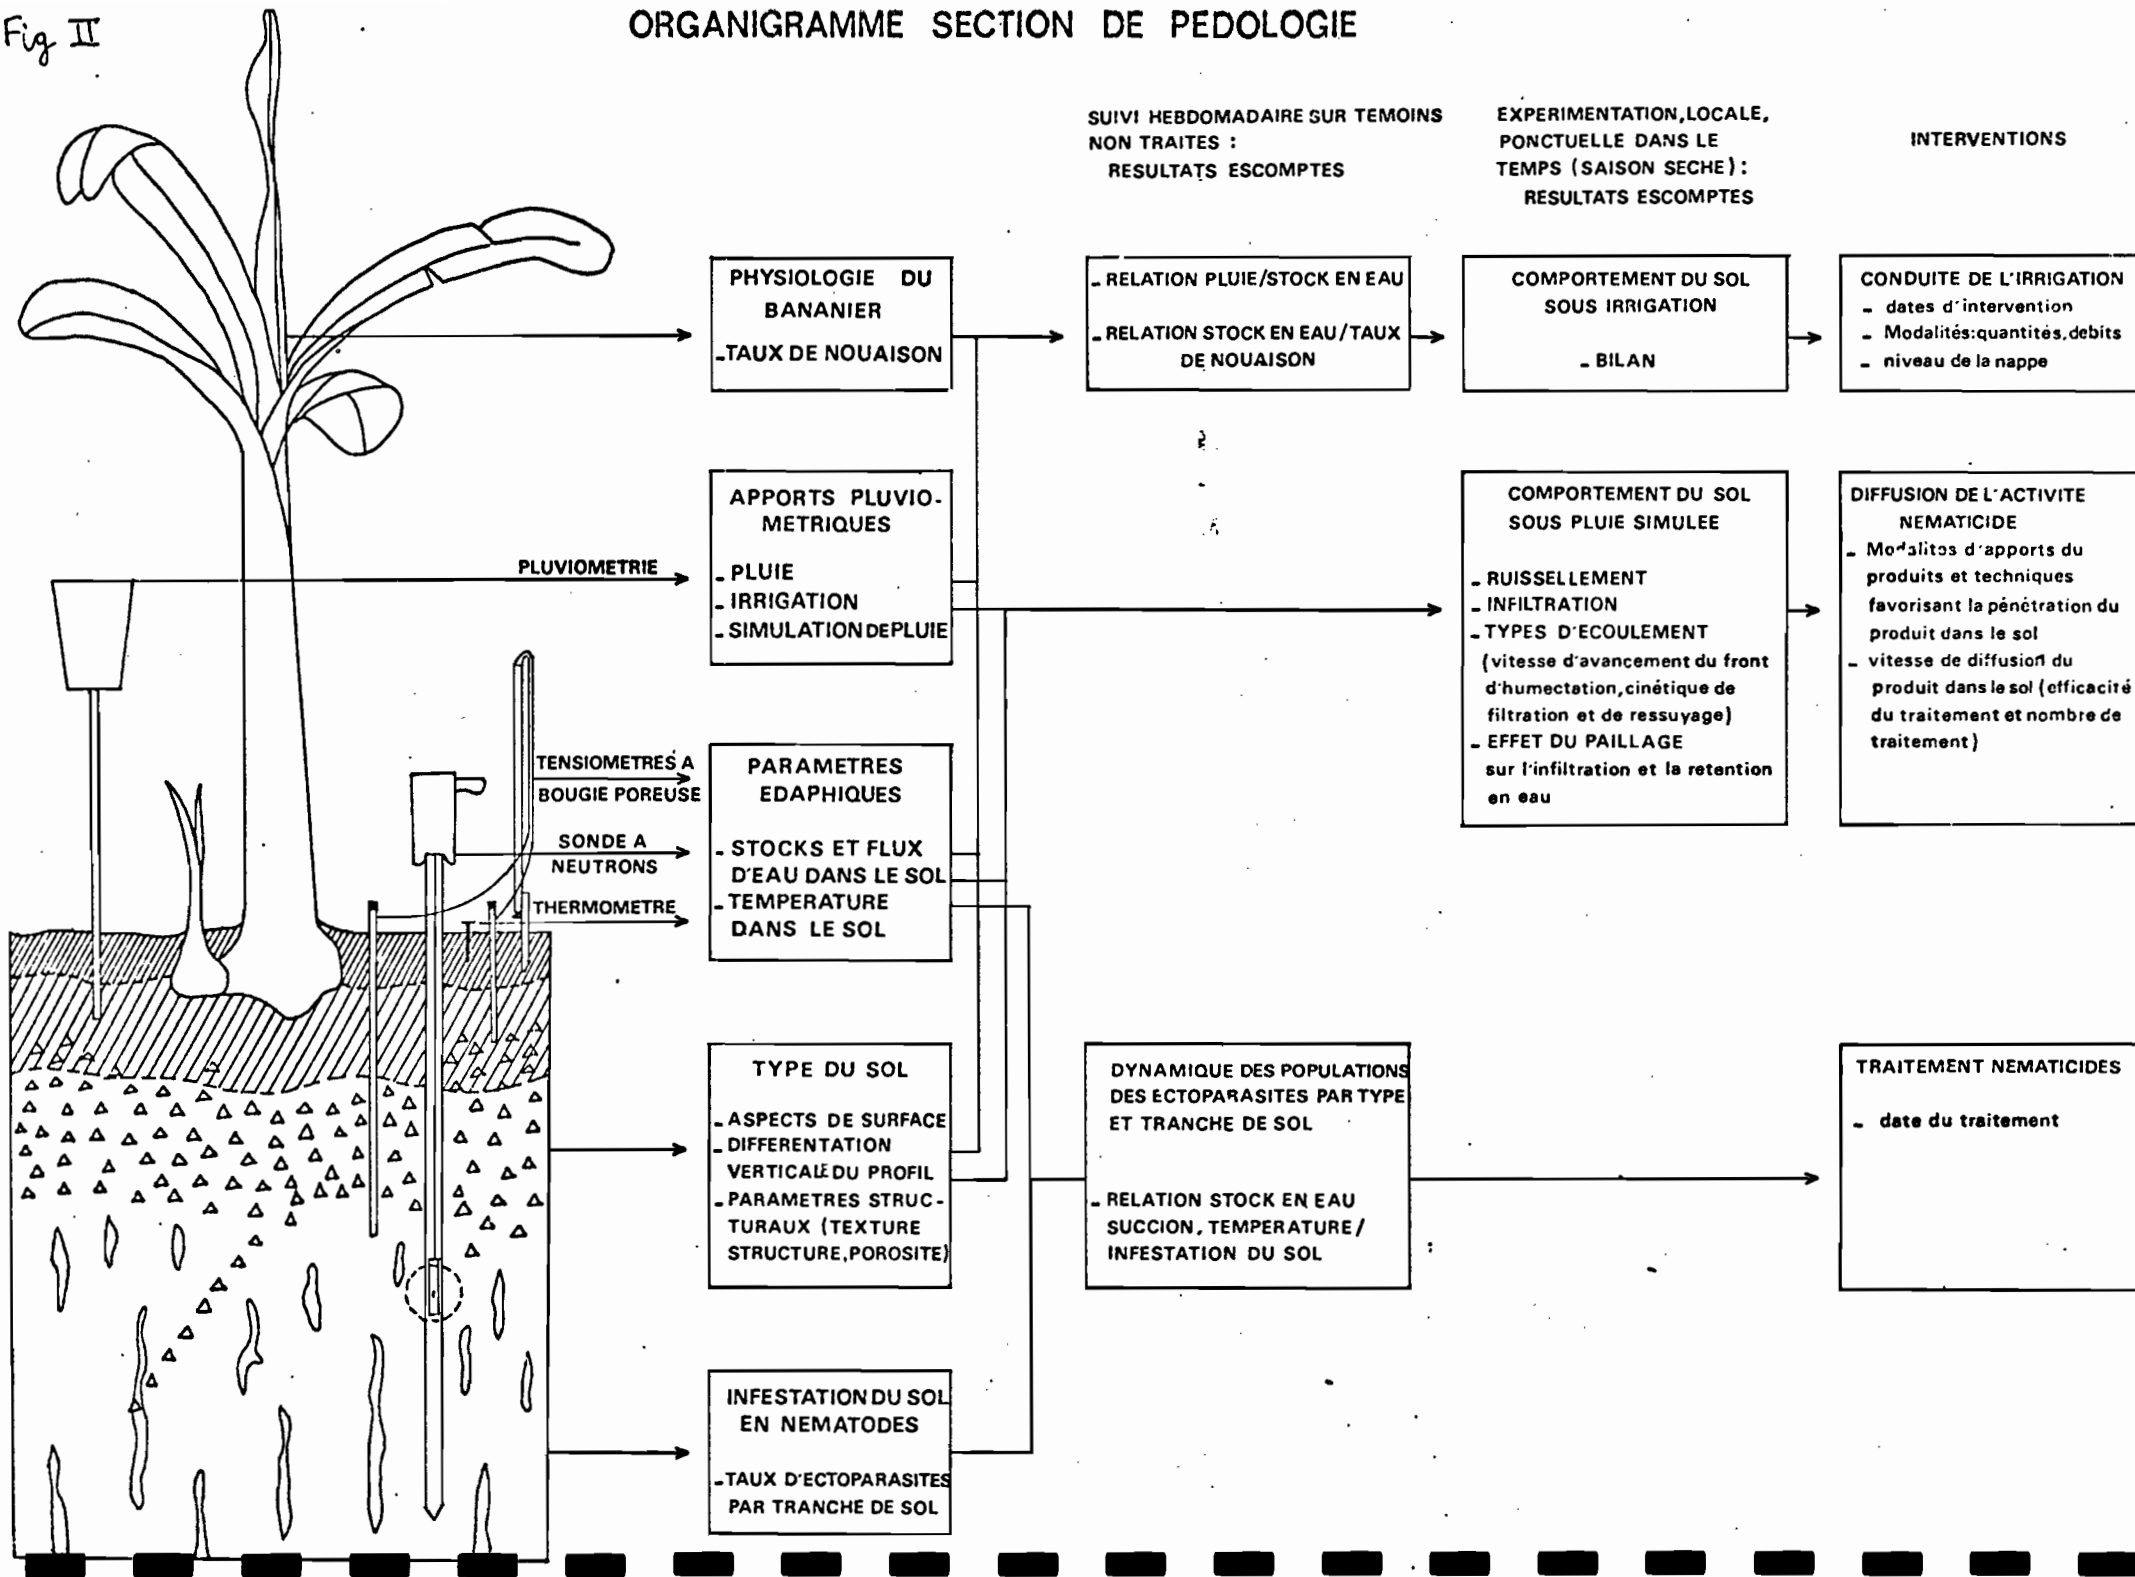 Fig II
ORGANIGRAMME SECTION DE PEDOLOGIE
SUIVI HEBDOMADAIRE SUR TEMOINS
NON TRAITES :
RESULTATS ESCOMPTES
EXPERIMENTATION, LOCALE,
PONCTUELLE DANS LE
TEMPS (SAISON SECHE) :
RESULTATS ESCOMPTES
INTERVENTIONS
PHYSIOLOGIE DU
BANANIER
- TAUX DE NOUAISON
- RELATION PLUIE/STOCK EN EAU
- RELATION STOCK EN EAU/TAUX
DE NOUAISON
COMPORTEMENT DU SOL
SOUS IRRIGATION
- BILAN
CONDUITE DE L'IRRIGATION
- dates d'intervention
- Modalités: quantités, debits
- niveau de la nappe
PLUVIOMETRIE
APPORTS PLUVIO-
METRIQUES
- PLUIE
- IRRIGATION
- SIMULATION DE PLUIE
COMPORTEMENT DU SOL
SOUS PLUIE SIMULEE
- RUISSELLEMENT
- INFILTRATION
- TYPES D'ECOULEMENT
(vitesse d'avancement du front
d'humectation, cinétique de
filtration et de ressuyage)
- EFFET DU PAILLAGE
sur l'infiltration et la retention
en eau
DIFFUSION DE L'ACTIVITE
NEMATICIDE
- Modalites d'apports du
produits et techniques
favorisant la pénétration du
produit dans le sol
- vitesse de diffusion du
produit dans le sol (efficacité
du traitement et nombre de
traitement)
TENSIOMETRES A
BOUGIE POREUSE
SONDE A
NEUTRONS
THERMOMETRE
PARAMETRES
EDAPHIQUES
- STOCKS ET FLUX
D'EAU DANS LE SOL
- TEMPERATURE
DANS LE SOL
TYPE DU SOL
- ASPECTS DE SURFACE
- DIFFERENTATION
VERTICALE DU PROFIL
- PARAMETRES STRUC-
TURAUX (TEXTURE
STRUCTURE, POROSITE)
DYNAMIQUE DES POPULATIONS
DES ECTOPARASITES PAR TYPE
ET TRANCHE DE SOL
- RELATION STOCK EN EAU
SUCCION, TEMPERATURE/
INFESTATION DU SOL
TRAITEMENT NEMATICIDES
- date du traitement
INFESTATION DU SOL
EN NEMATODES
- TAUX D'ECTOPARASITES
PAR TRANCHE DE SOL